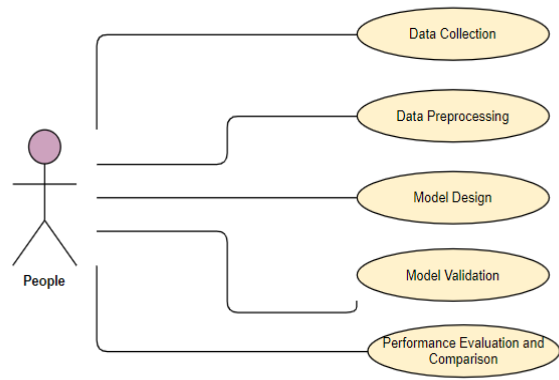 Data Collection
Data Preprocessing
Model Design
Model Validation
People
Performance Evaluation and
Comparison